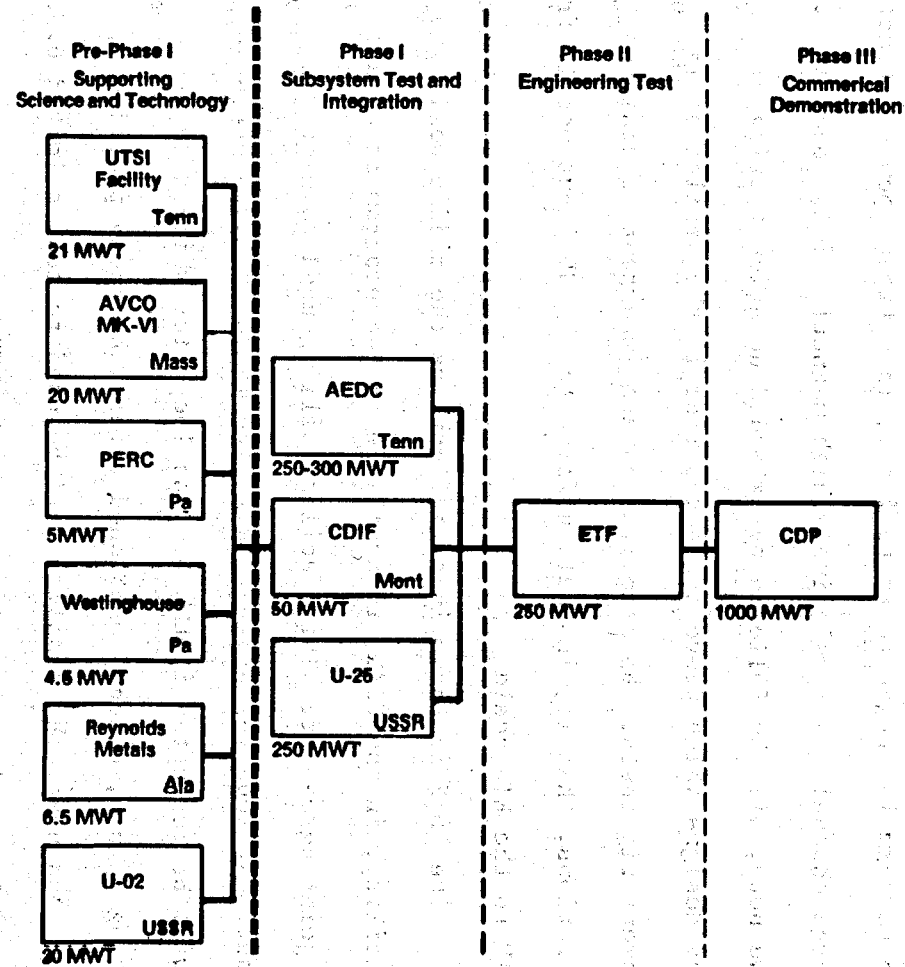 Pre-Phase I
Supporting
Science and Technology
UTSI
Facility
Tenn
21 MWT
AVCO
MK-VI
Mass
20 MWT
PERC
Pa
5MWT
Westinghouse
Pa
4.6 MWT
Reynolds
Metals
Ala
6.5 MWT
U-02
USSR
20 MWT
Phase I
Subsystem Test and
Integration
AEDC
Tenn
250-300 MWT
CDIF
Mont
50 MWT
U-25
USSR
250 MWT
Phase II
Engineering Test
ETF
250 MWT
Phase III
Commerical
Demonstration
CDP
1000 MWT